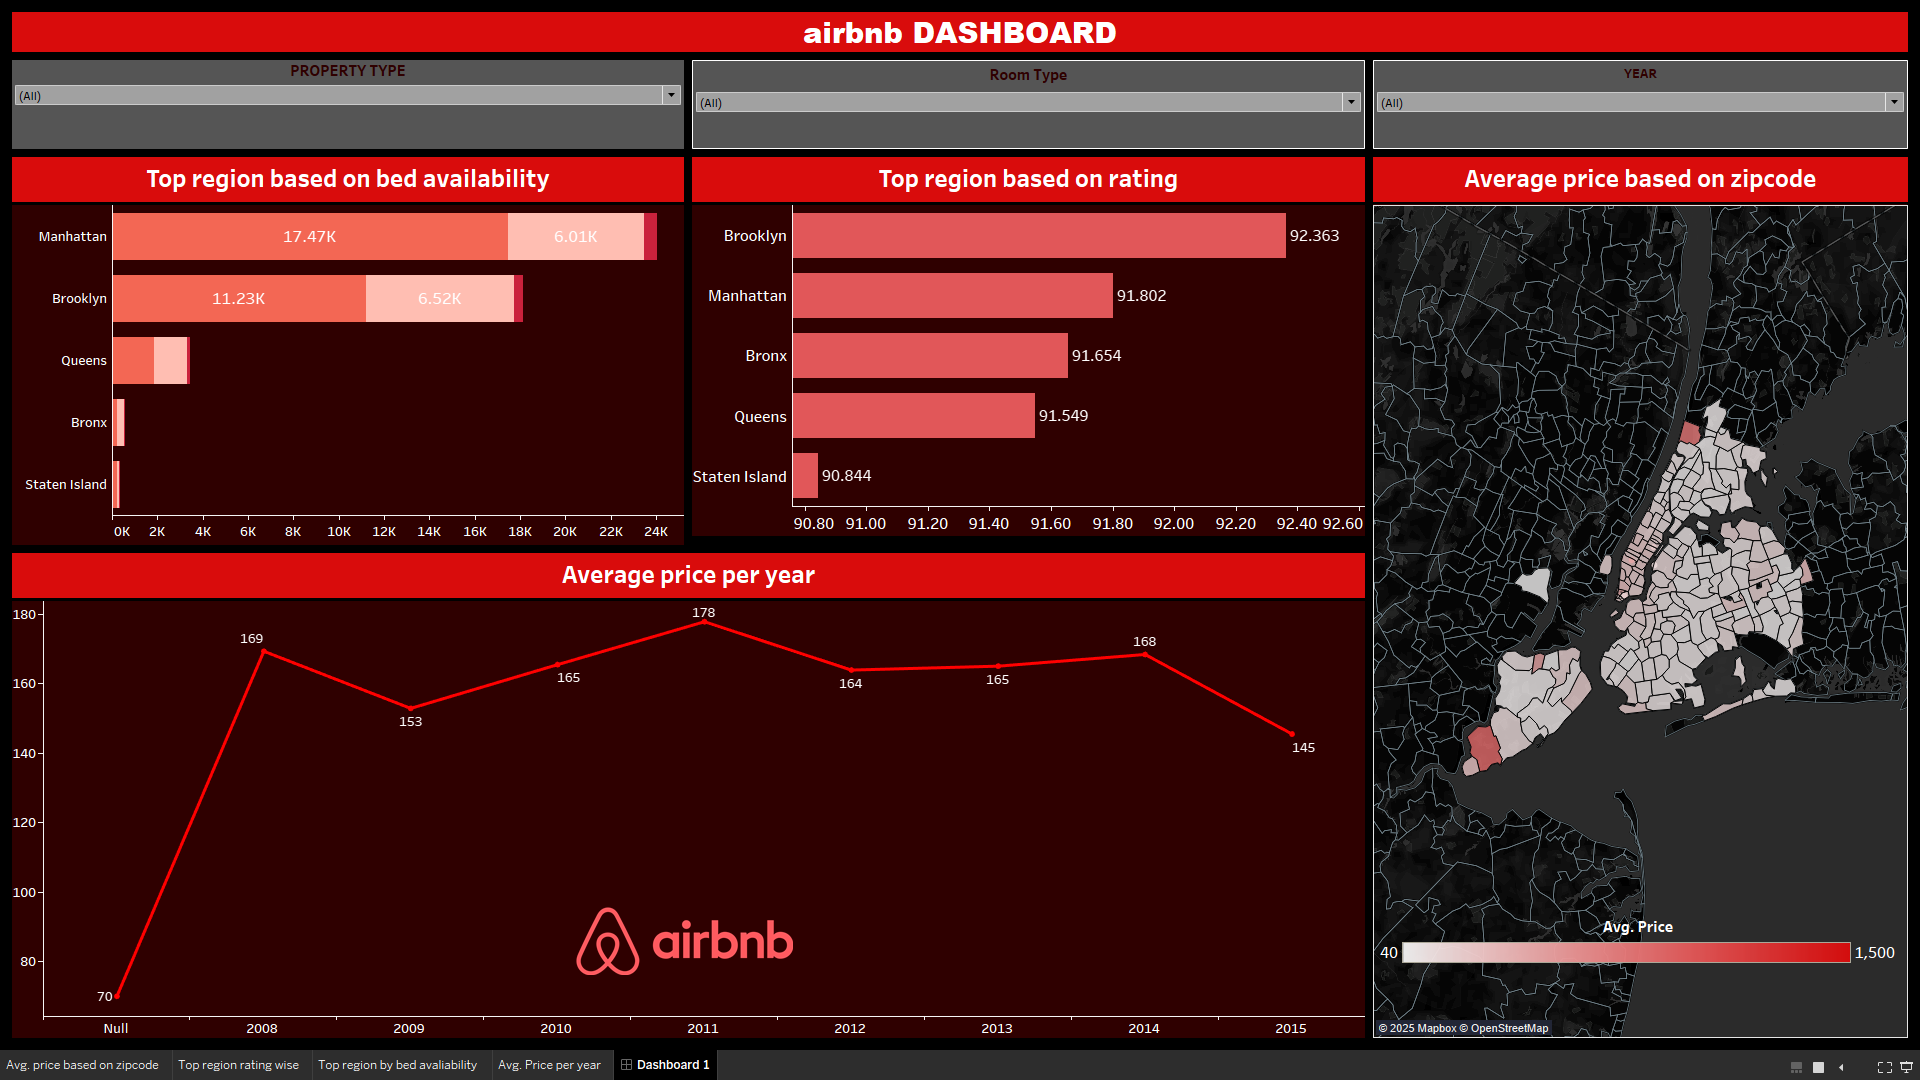 airbnb DASHBOARD
PROPERTY TYPE
(All)
Room Type
(All)
YEAR
(All)
Top region based on bed availability
Manhattan 17.47K 6.01K
Brooklyn 11.23K 6.52K
Queens
Bronx
Staten Island
0K 2K 4K 6K 8K 10K 12K 14K 16K 18K 20K 22K 24K
Top region based on rating
Brooklyn 92.363
Manhattan 91.802
Bronx 91.654
Queens 91.549
Staten Island 90.844
90.80 91.00 91.20 91.40 91.60 91.80 92.00 92.20 92.40 92.60
Average price based on zipcode
Avg. Price
40 1,500
© 2025 Mapbox © OpenStreetMap
Average price per year
180
160
140
120
100
80
70
169
153
165
178
164
165
168
145
airbnb
Null 2008 2009 2010 2011 2012 2013 2014 2015
Avg. price based on zipcode Top region rating wise Top region by bed avaliability Avg. Price per year Dashboard 1